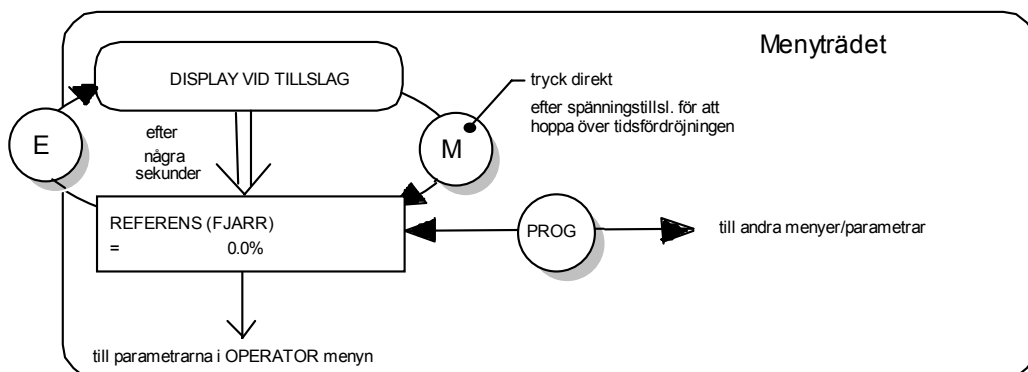 Menyträdet
DISPLAY VID TILLSLAG
tryck direkt
efter spänningstillsl. för att
hoppa över tidsfördröjningen
E
efter
några
sekunder
M
REFERENS (FJARR)
= 0.0%
PROG
till andra menyer/parametrar
till parametrarna i OPERATOR menyn